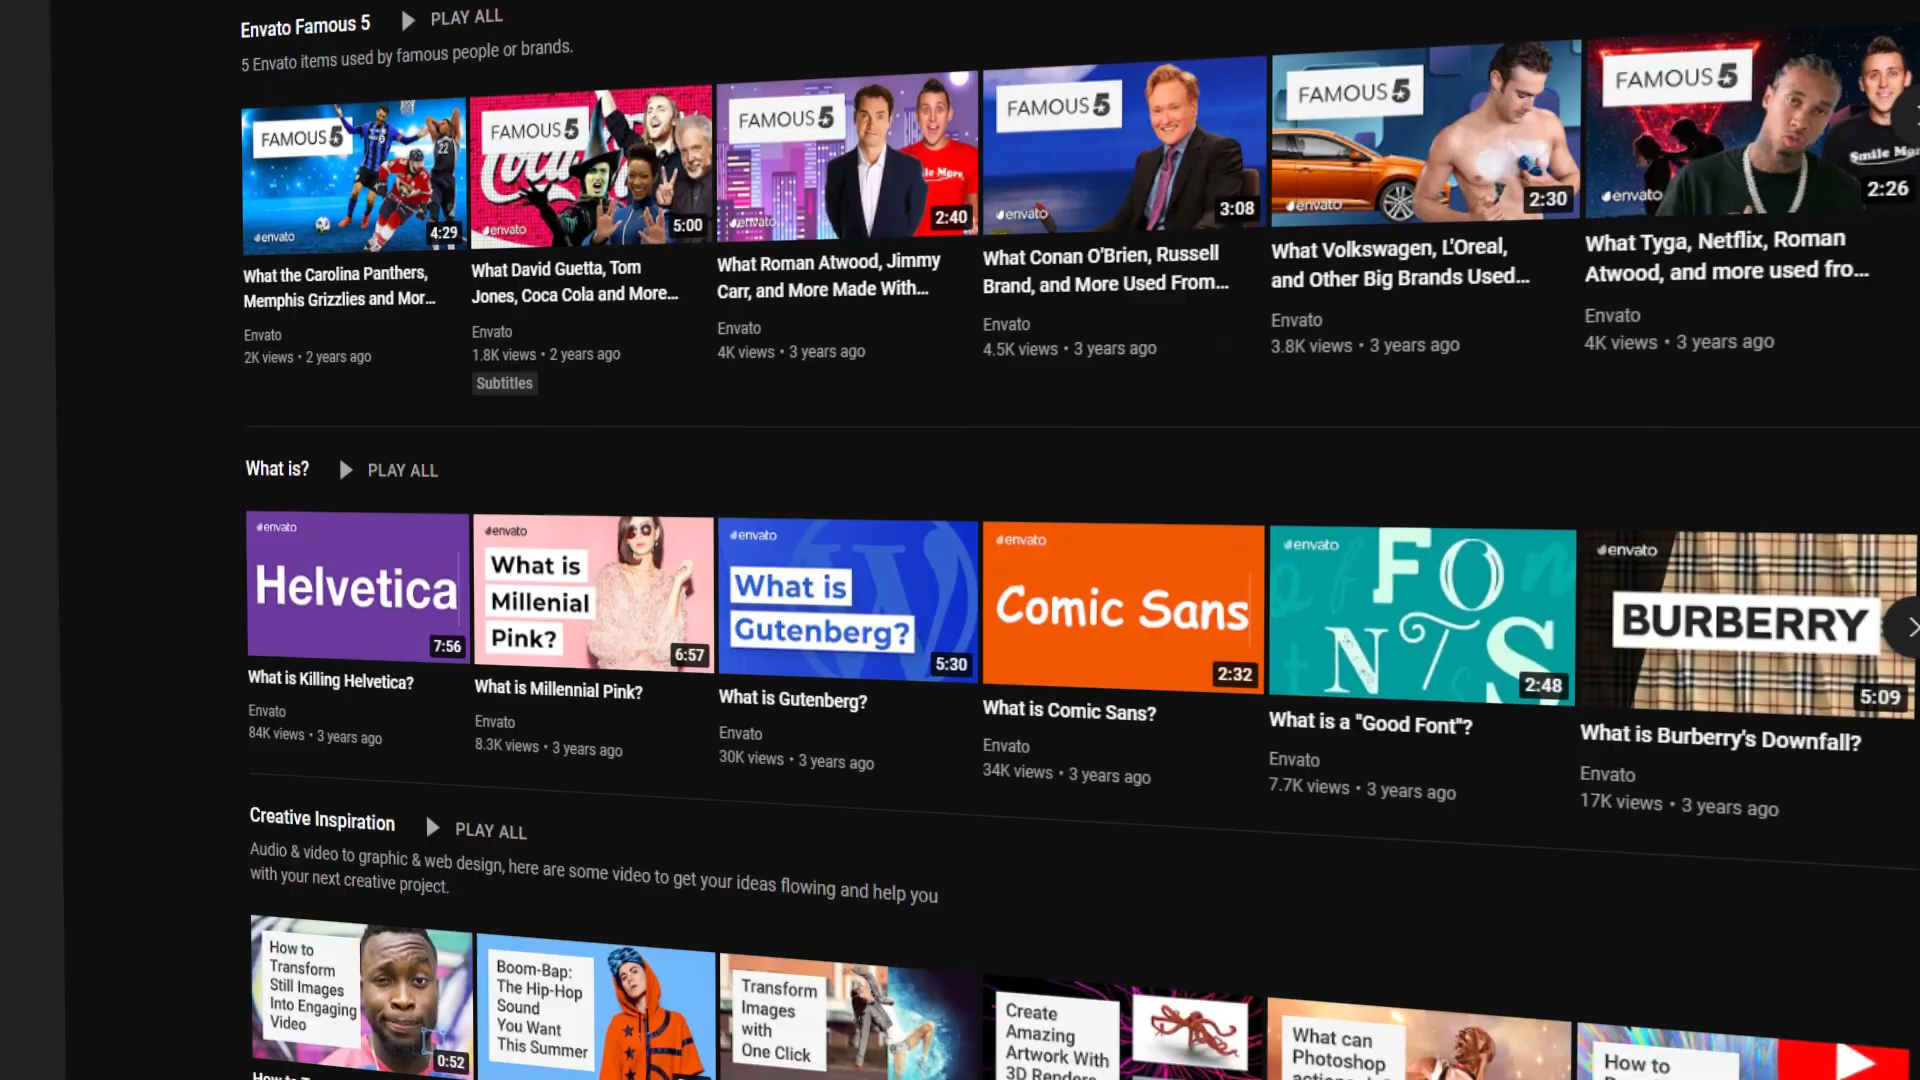 Envato Famous 5
PLAY ALL
5 Envato items used by famous people or brands.
FAMOUS 5
22
envato
4:29
What the Carolina Panthers,
Memphis Grizzlies and Mor...
Envato
2K views • 2 years ago
FAMOUS 5
envato
5:00
What David Guetta, Tom
Jones, Coca Cola and More...
Envato
1.8K views • 2 years ago
Subtitles
FAMOUS 5
envato
2:40
What Roman Atwood, Jimmy
Carr, and More Made With...
Envato
4K views • 3 years ago
FAMOUS 5
envato
3:08
What Conan O'Brien, Russell
Brand, and More Used From...
Envato
4.5K views • 3 years ago
FAMOUS 5
envato
2:30
What Volkswagen, L'Oreal,
and Other Big Brands Used...
Envato
3.8K views • 3 years ago
FAMOUS 5
Smile
envato
2:26
What Tyga, Netflix, Roman
Atwood, and more used fro...
Envato
4K views • 3 years ago
What is?
PLAY ALL
envato
Helvetica
7:56
What is Killing Helvetica?
Envato
84K views • 3 years ago
envato
What is
Millenial
Pink?
6:57
What is Millennial Pink?
Envato
8.3K views • 3 years ago
envato
What is
Gutenberg?
5:30
What is Gutenberg?
Envato
30K views • 3 years ago
envato
Comic Sans
2:32
What is Comic Sans?
Envato
34K views • 3 years ago
envato
FO
NTS
2:48
What is a "Good Font"?
Envato
7.7K views • 3 years ago
envato
BURBERRY
5:09
What is Burberry's Downfall?
Envato
17K views • 3 years ago
Creative Inspiration
PLAY ALL
Audio & video to graphic & web design, here are some video to get your ideas flowing and help you
with your next creative project.
How to
Transform
Still Images
Into Engaging
Video
0:52
Boom-Bap:
The Hip-Hop
Sound
You Want
This Summer
Transform
Images
with
One Click
Create
Amazing
Artwork With
3D Renders
What can
Photoshop
How to